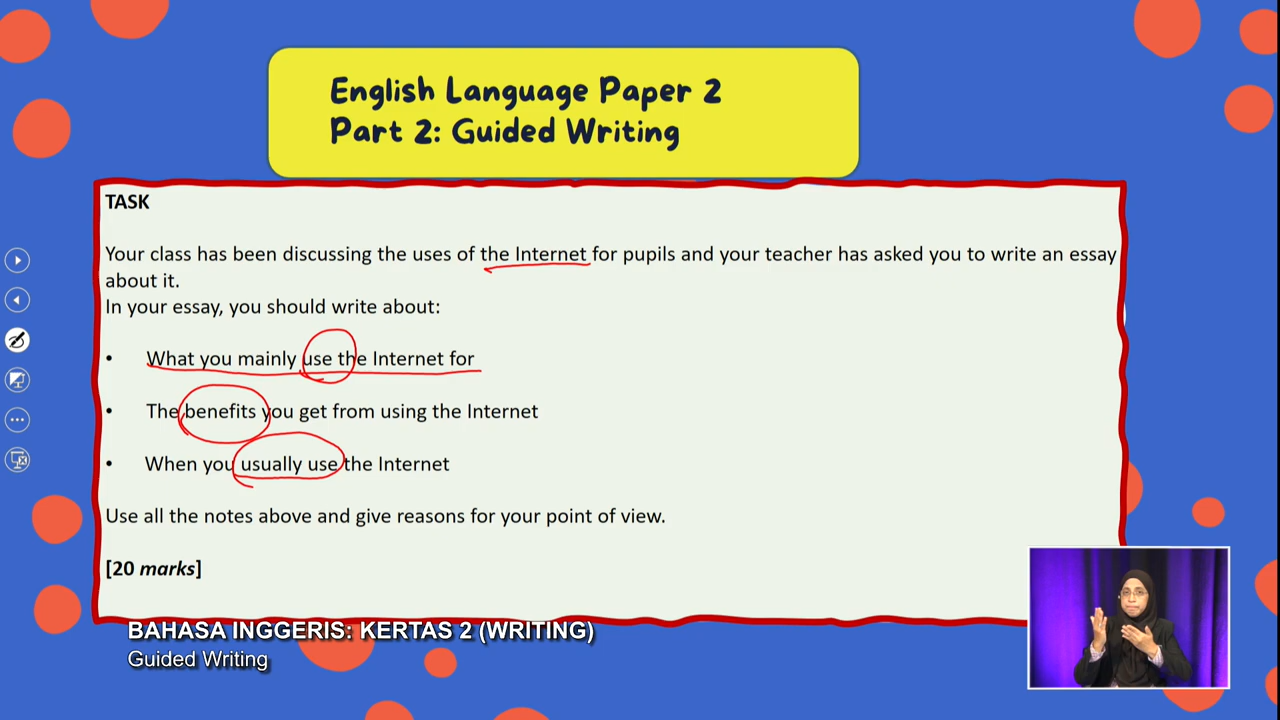 English Language Paper 2
Part 2: Guided Writing
TASK
Your class has been discussing the uses of the Internet for pupils and your teacher has asked you to write an essay
about it.
In your essay, you should write about:
• What you mainly use the Internet for
• The benefits you get from using the Internet
• When you usually use the Internet
Use all the notes above and give reasons for your point of view.
[20 marks]
BAHASA INGGERIS: KERTAS 2 (WRITING)
Guided Writing